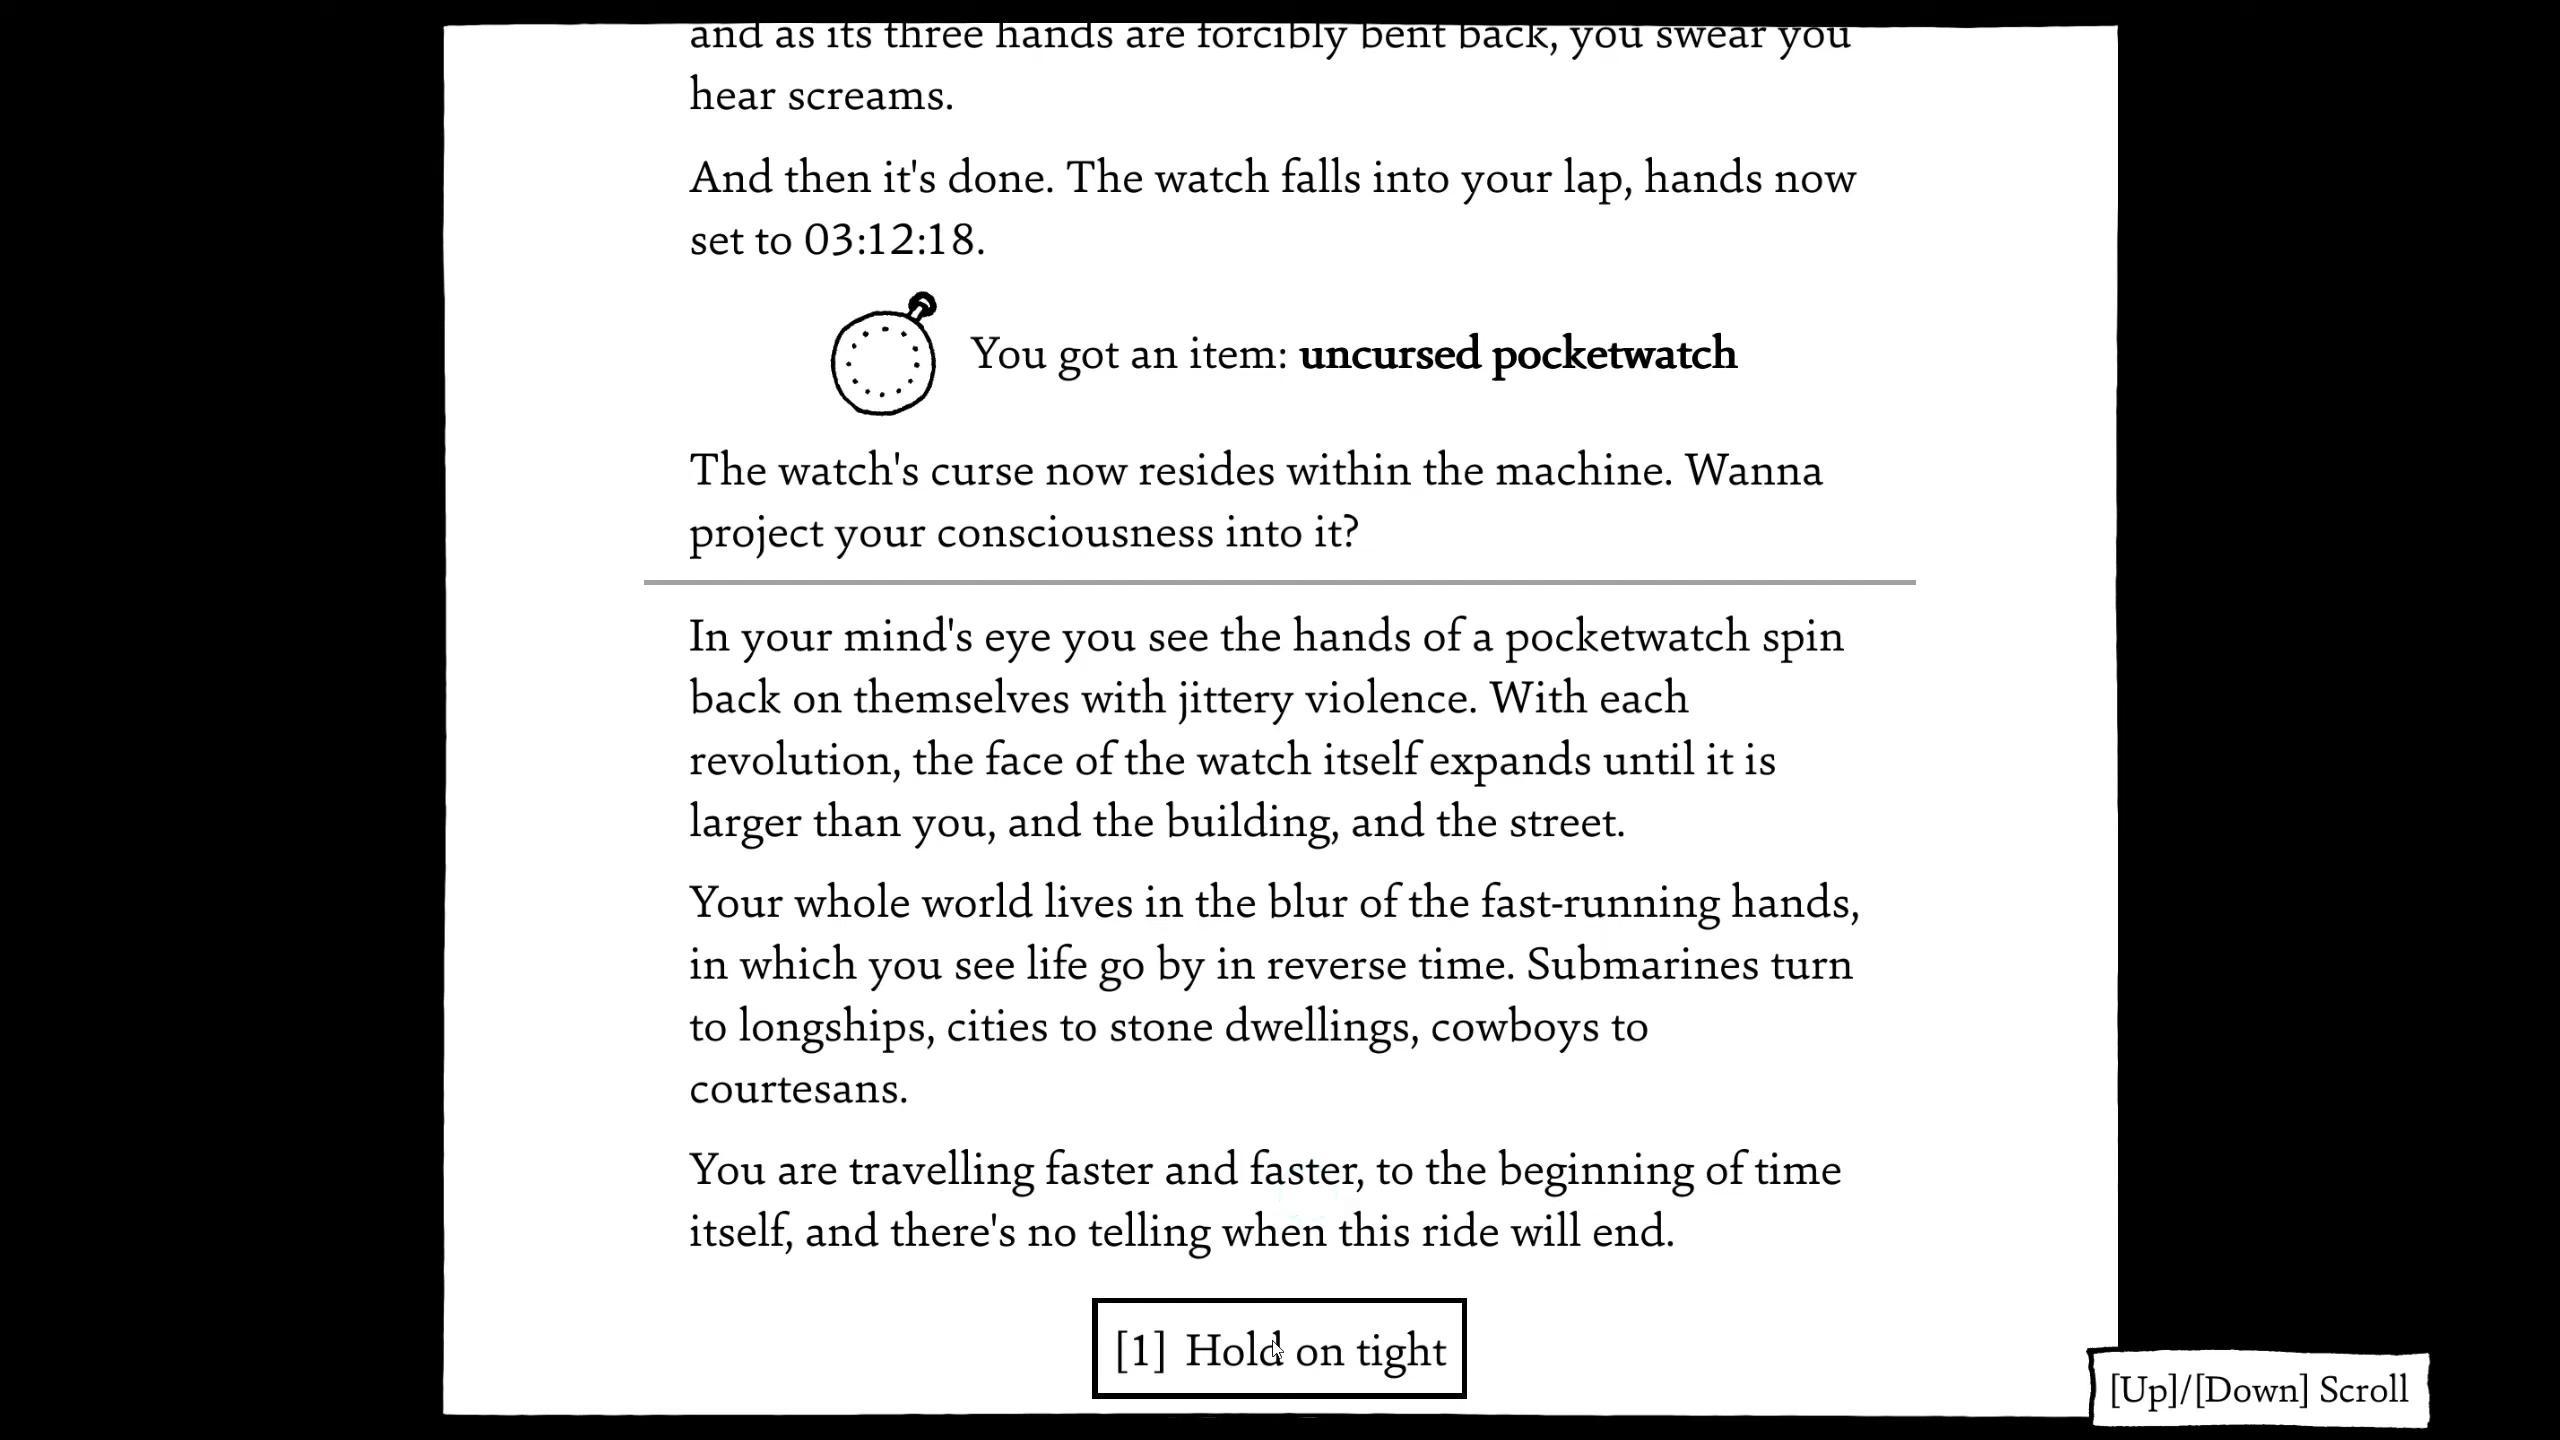 and as its three hands are forcibly bent back, you swear you
hear screams.
And then it's done. The watch falls into your lap, hands now
set to 03:12:18.
You got an item: uncursed pocketwatch
The watch's curse now resides within the machine. Wanna
project your consciousness into it?
In your mind's eye you see the hands of a pocketwatch spin
back on themselves with jittery violence. With each
revolution, the face of the watch itself expands until it is
larger than you, and the building, and the street.
Your whole world lives in the blur of the fast-running hands,
in which you see life go by in reverse time. Submarines turn
to longships, cities to stone dwellings, cowboys to
courtesans.
You are travelling faster and faster, to the beginning of time
itself, and there's no telling when this ride will end.
[1] Hold on tight
[Up]/[Down] Scroll